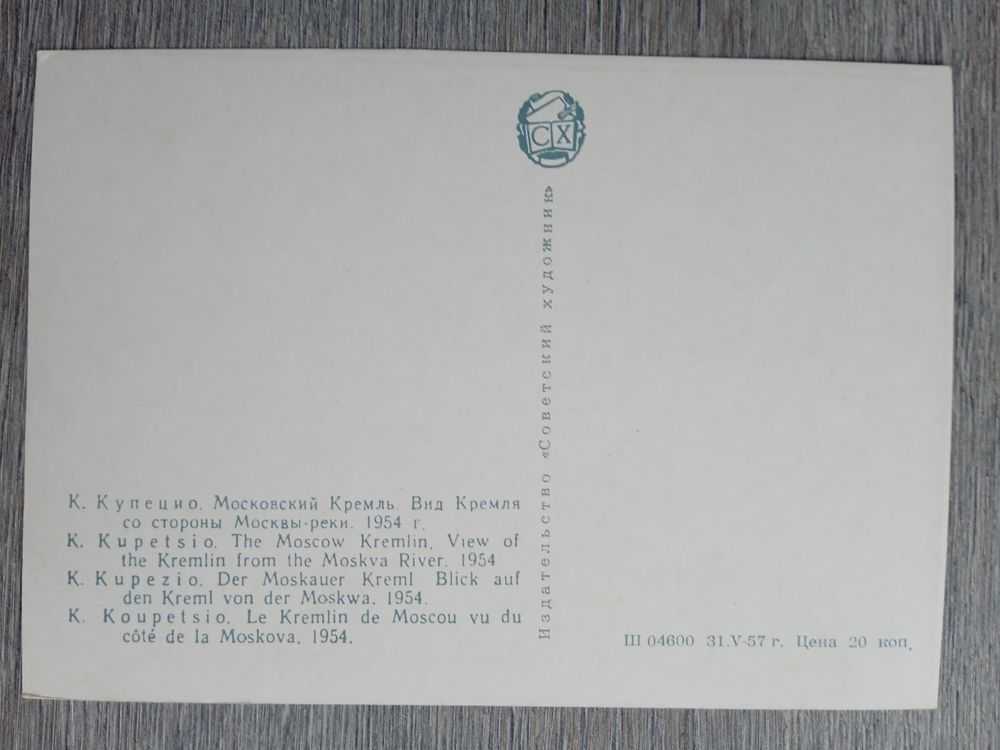 СХ
Издательство «Советский художник»
К. Купецио. Московский Кремль. Вид Кремля
со стороны Москвы-реки. 1954 г.
K. Kupetsio. The Moscow Kremlin. View of
the Kremlin from the Moskva River. 1954
K. Kupezio. Der Moskauer Kreml Blick auf
den Kreml von der Moskwa. 1954.
K. Koupetsio. Le Kremlin de Moscou vu du
côté de la Moskova. 1954.
Ш 04600 31.V-57 г. Цена 20 коп.